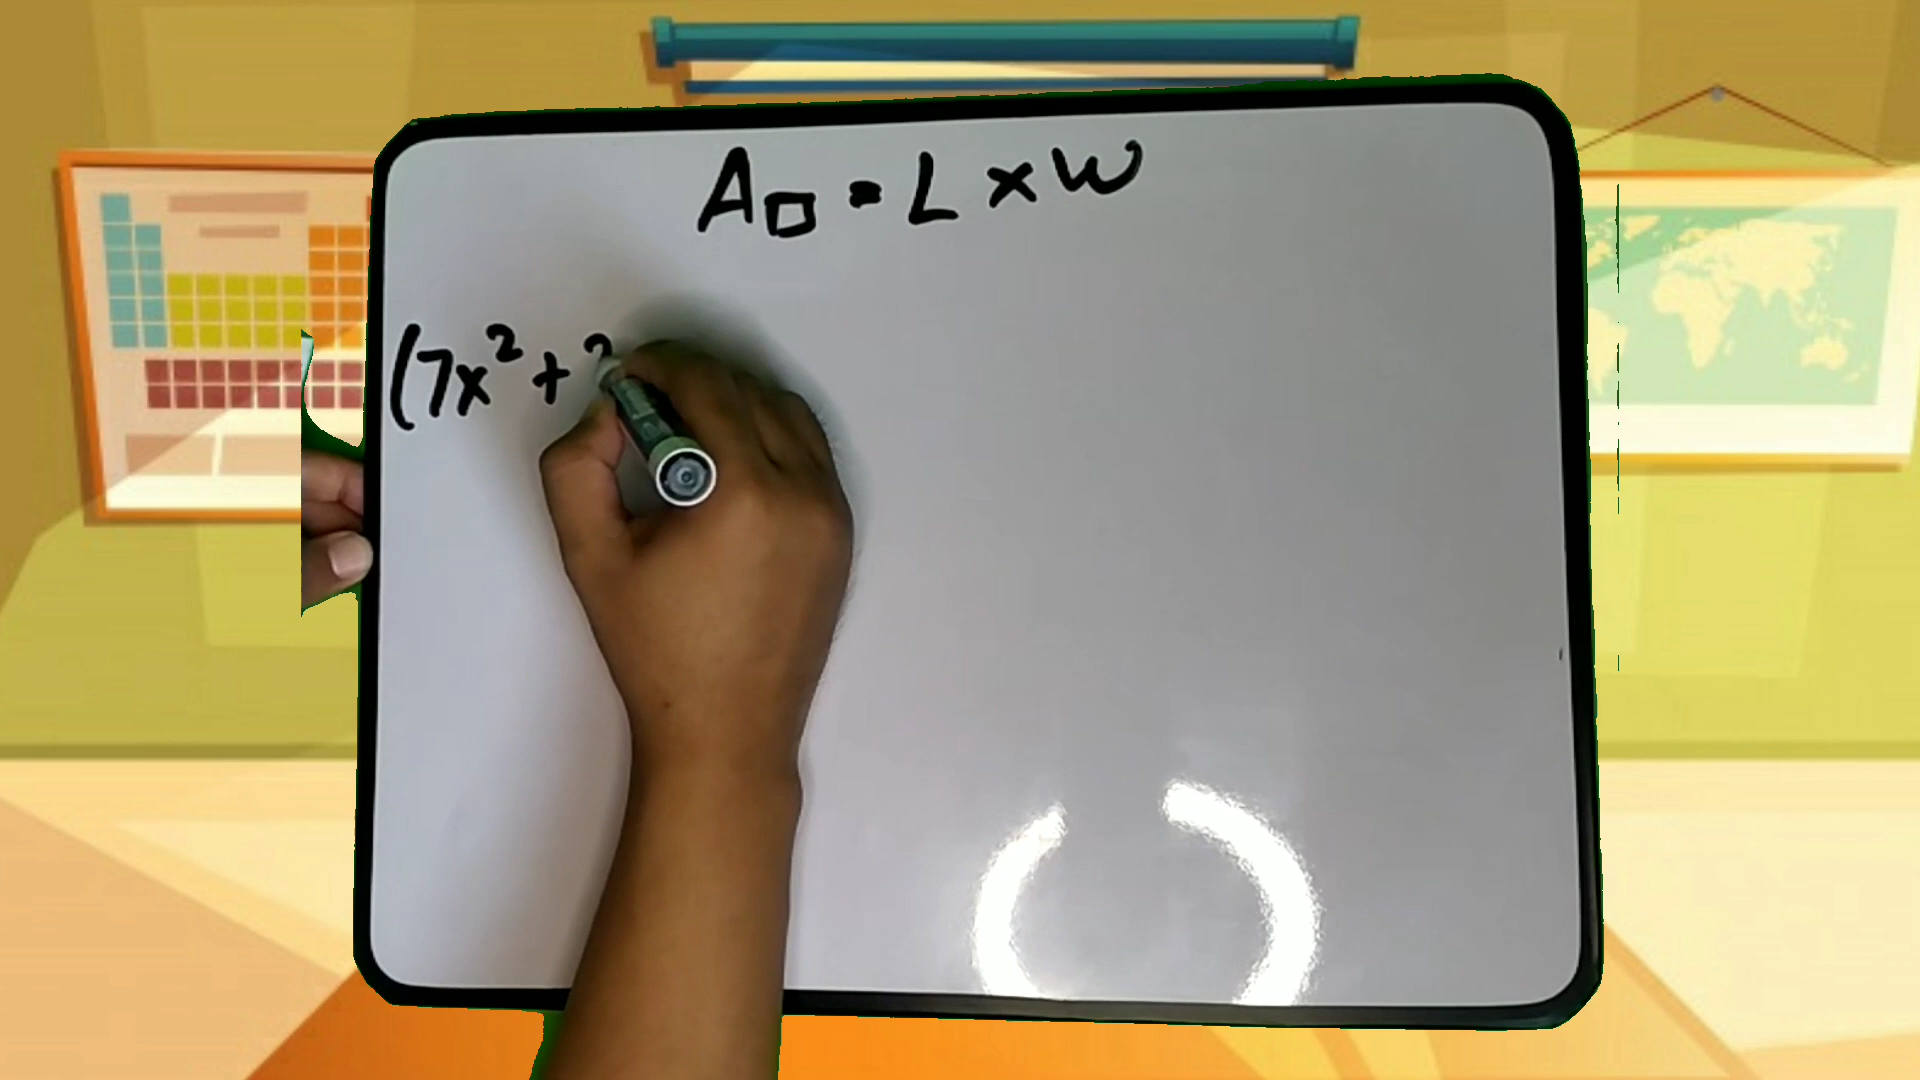 A□ = L x W
(7x² +